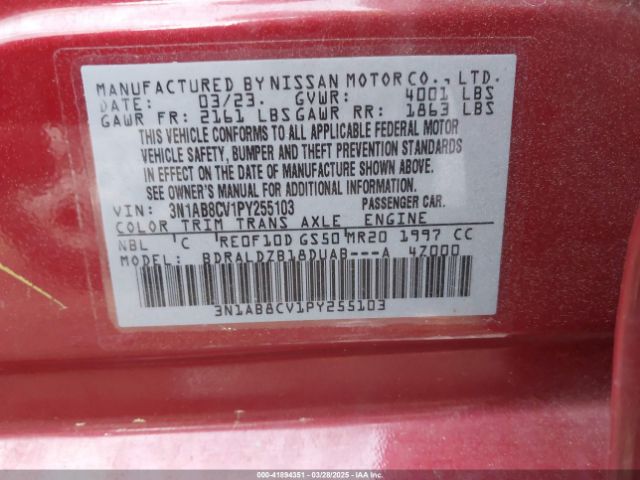 MANUFACTURED BY NISSAN MOTOR CO., LTD.
DATE: 03/23. GVWR: 4001 LBS
GAWR FR: 2161 LBS GAWR RR: 1863 LBS
THIS VEHICLE CONFORMS TO ALL APPLICABLE FEDERAL MOTOR
VEHICLE SAFETY, BUMPER AND THEFT PREVENTION STANDARDS
IN EFFECT ON THE DATE OF MANUFACTURE SHOWN ABOVE.
SEE OWNER'S MANUAL FOR ADDITIONAL INFORMATION.
VIN: 3N1AB8CV1PY255103 PASSENGER CAR.
COLOR TRIM TRANS AXLE ENGINE
NBL C RE0F10D GS50 MR20 1997 CC
MODEL: BDRALDZB18DUAB---A 4Z000
3N1AB8CV1PY255103
000-41894351 | 03/28/2025 | IAAI.COM